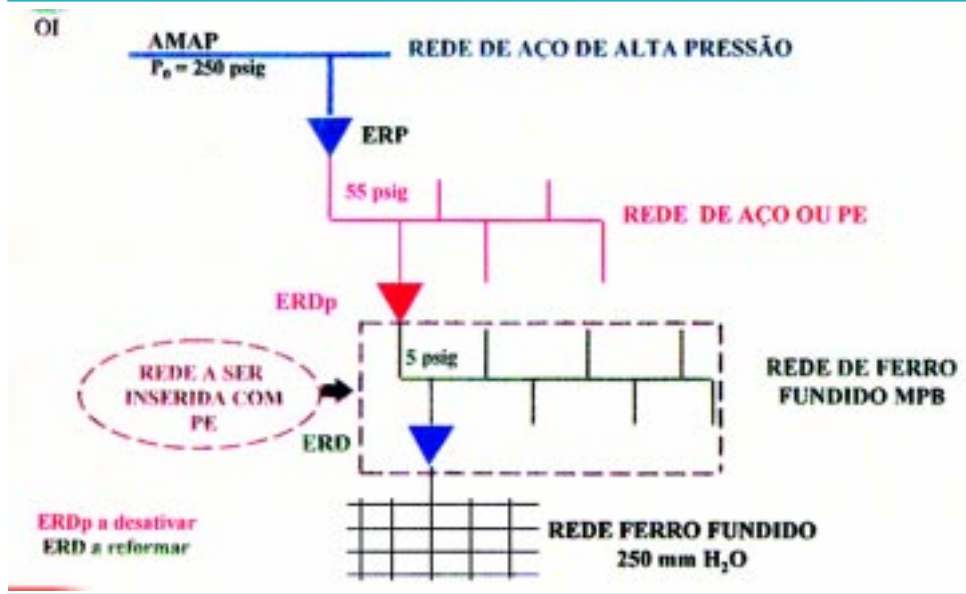 OI
AMAP
P₀ = 250 psig
REDE DE AÇO DE ALTA PRESSÃO
ERP
55 psig
REDE DE AÇO OU PE
ERDp
5 psig
REDE A SER
INSERIDA COM
PE
REDE DE FERRO
FUNDIDO MPB
ERD
ERDp a desativar
ERD a reformar
REDE FERRO FUNDIDO
250 mm H₂O